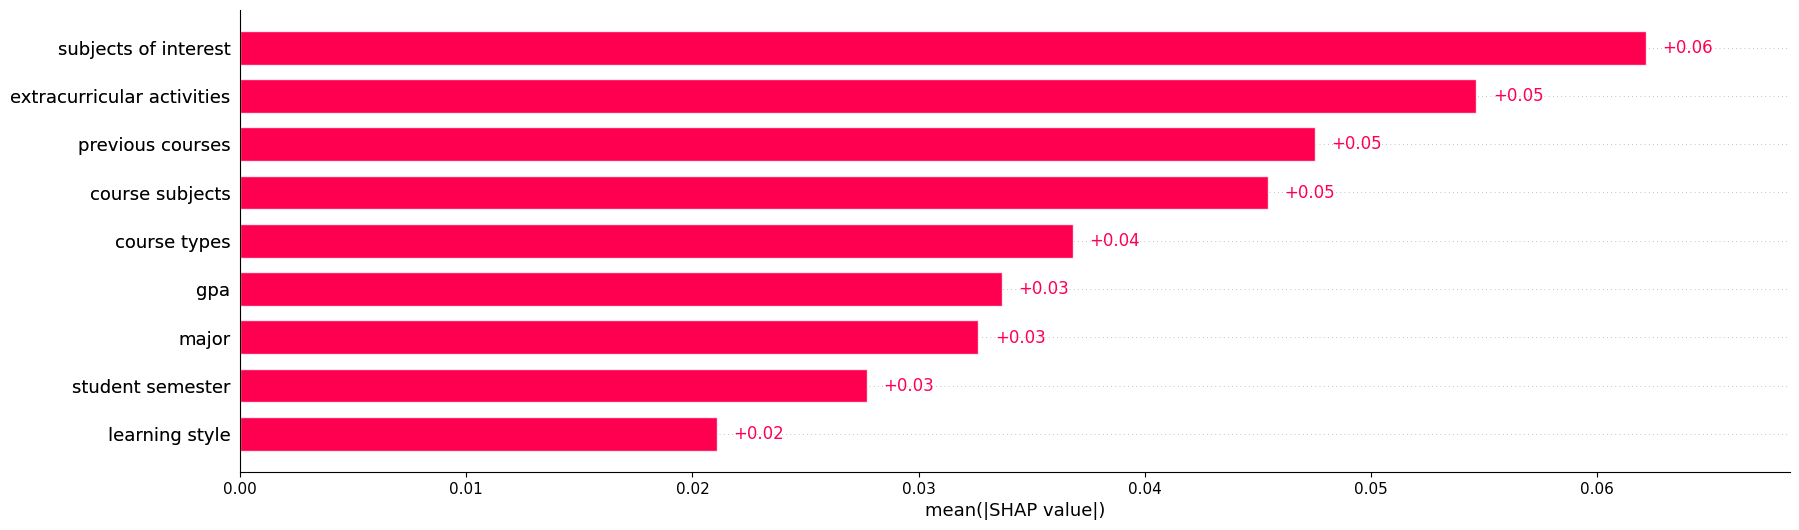 subjects of interest +0.06
extracurricular activities +0.05
previous courses +0.05
course subjects +0.05
course types +0.04
gpa +0.03
major +0.03
student semester +0.03
learning style +0.02
0.00 0.01 0.02 0.03 0.04 0.05 0.06
mean(|SHAP value|)